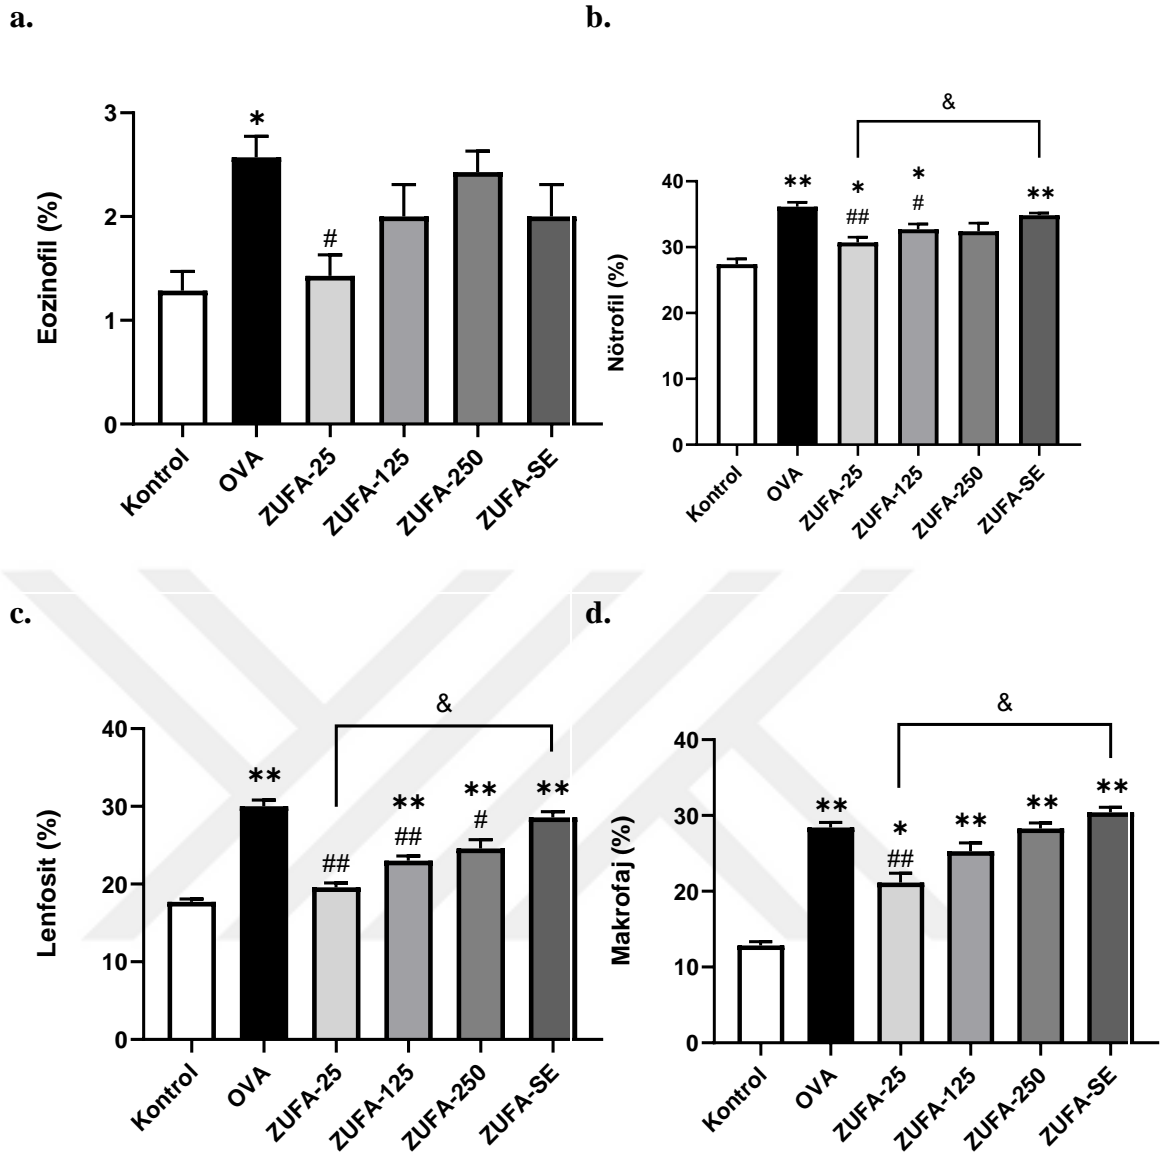 a.
3
2
1
0
Eozinofil (%)
*
#
Kontrol
OVA
ZUFA-25
ZUFA-125
ZUFA-250
ZUFA-SE
b.
&
40
30
20
10
0
Nötrofil (%)
**
*
##
*
#
**
Kontrol
OVA
ZUFA-25
ZUFA-125
ZUFA-250
ZUFA-SE
c.
&
40
30
20
10
0
Lenfosit (%)
**
##
**
##
**
#
**
Kontrol
OVA
ZUFA-25
ZUFA-125
ZUFA-250
ZUFA-SE
d.
&
40
30
20
10
0
Makrofaj (%)
**
*
##
**
**
**
Kontrol
OVA
ZUFA-25
ZUFA-125
ZUFA-250
ZUFA-SE